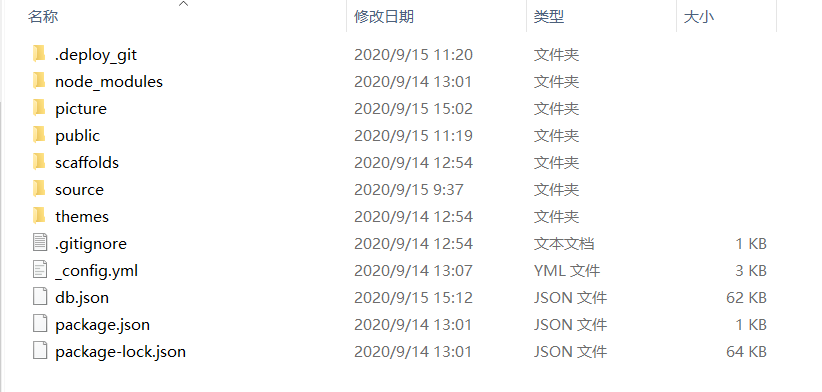 名称 修改日期 类型 大小
.deploy_git 2020/9/15 11:20 文件夹
node_modules 2020/9/14 13:01 文件夹
picture 2020/9/15 15:02 文件夹
public 2020/9/15 11:19 文件夹
scaffolds 2020/9/14 12:54 文件夹
source 2020/9/15 9:37 文件夹
themes 2020/9/14 12:54 文件夹
.gitignore 2020/9/14 12:54 文本文档 1 KB
_config.yml 2020/9/14 13:07 YML 文件 3 KB
db.json 2020/9/15 15:12 JSON 文件 62 KB
package.json 2020/9/14 13:01 JSON 文件 1 KB
package-lock.json 2020/9/14 13:01 JSON 文件 64 KB